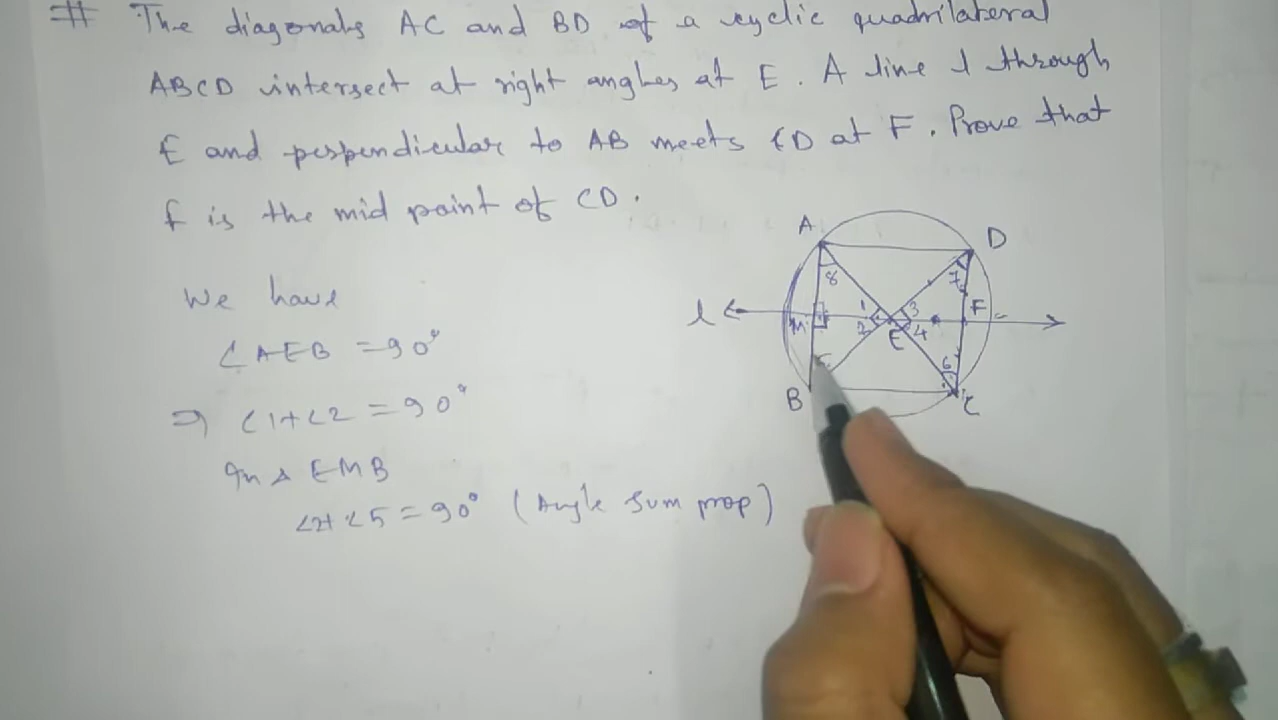 # The diagonals AC and BD of a cyclic quadrilateral
ABCD intersect at right angles at E. A line l through
E and perpendicular to AB meets CD at F. Prove that
F is the mid point of CD.
We have
∠AEB = 90°
⇒ ∠1+∠2 = 90°
In Δ EMB
∠2+∠5 = 90° (Angle sum prop)
A
D
8
7
l
M
1
2
3
4
F
E
6
B
C